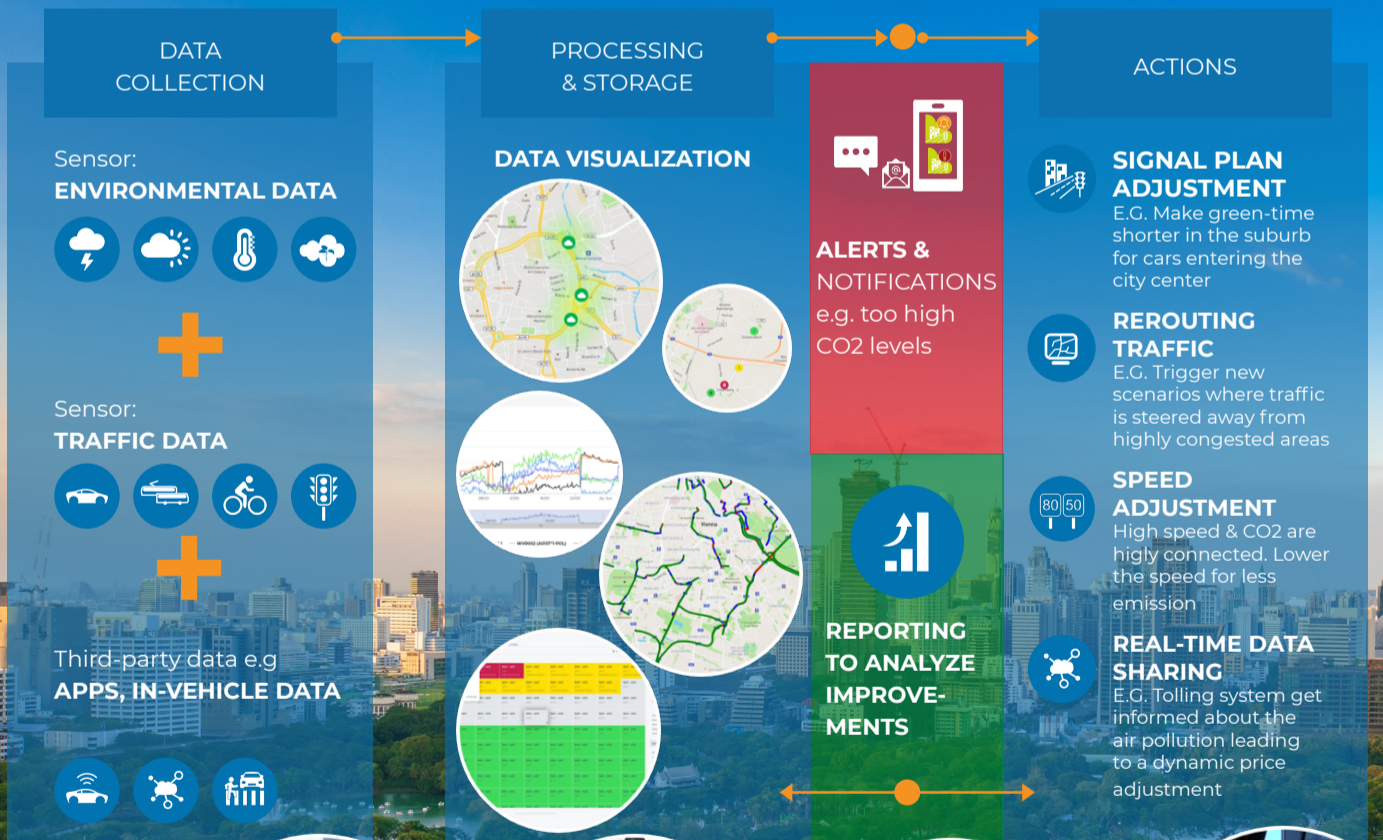 DATA
COLLECTION
PROCESSING
& STORAGE
ACTIONS
Sensor:
ENVIRONMENTAL DATA
Sensor:
TRAFFIC DATA
Third-party data e.g
APPS, IN-VEHICLE DATA
DATA VISUALIZATION
Vienna
ALERTS &
NOTIFICATIONS
e.g. too high
CO2 levels
REPORTING
TO ANALYZE
IMPROVE-
MENTS
SIGNAL PLAN
ADJUSTMENT
E.G. Make green-time
shorter in the suburb
for cars entering the
city center
REROUTING
TRAFFIC
E.G. Trigger new
scenarios where traffic
is steered away from
highly congested areas
80 50
SPEED
ADJUSTMENT
High speed & CO2 are
higly connected. Lower
the speed for less
emission
REAL-TIME DATA
SHARING
E.G. Tolling system get
informed about the
air pollution leading
to a dynamic price
adjustment